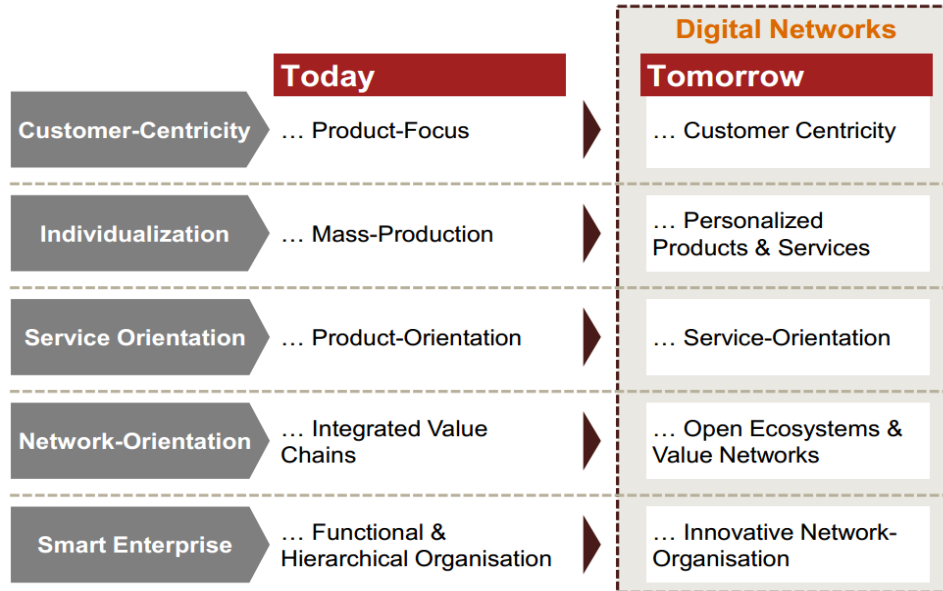 Digital Networks
Today
Tomorrow
Customer-Centricity
… Product-Focus
… Customer Centricity
Individualization
… Mass-Production
… Personalized
Products & Services
Service Orientation
… Product-Orientation
… Service-Orientation
Network-Orientation
… Integrated Value
Chains
… Open Ecosystems &
Value Networks
Smart Enterprise
… Functional &
Hierarchical Organisation
… Innovative Network-
Organisation